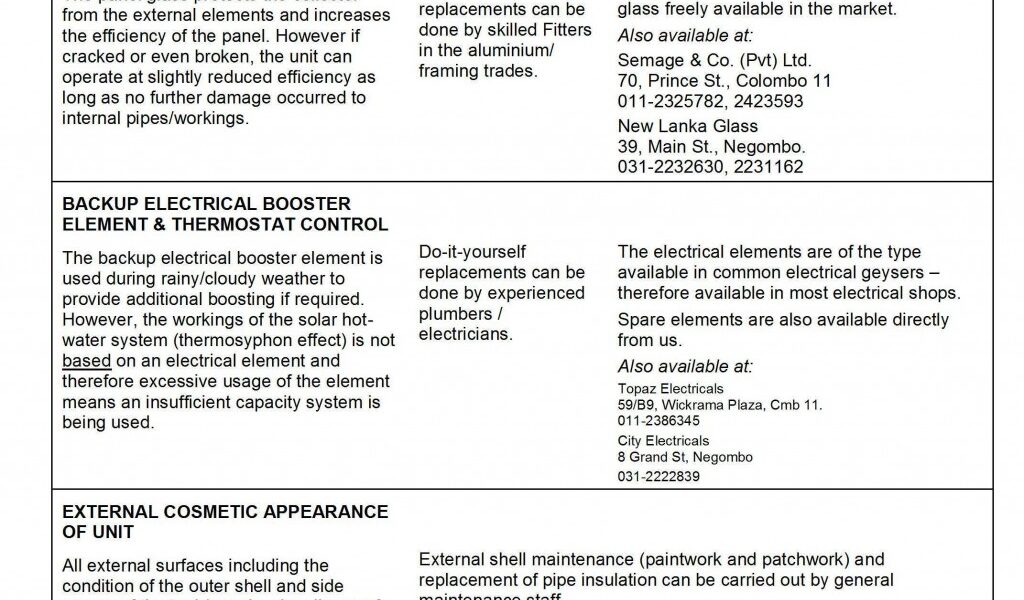 from the external elements and increases
the efficiency of the panel. However if
cracked or even broken, the unit can
operate at slightly reduced efficiency as
long as no further damage occurred to
internal pipes/workings.
replacements can be
done by skilled Fitters
in the aluminium/
framing trades.
glass freely available in the market.
Also available at:
Semage & Co. (Pvt) Ltd.
70, Prince St., Colombo 11
011-2325782, 2423593
New Lanka Glass
39, Main St., Negombo.
031-2232630, 2231162
BACKUP ELECTRICAL BOOSTER
ELEMENT & THERMOSTAT CONTROL
The backup electrical booster element is
used during rainy/cloudy weather to
provide additional boosting if required.
However, the workings of the solar hot-
water system (thermosyphon effect) is not
based on an electrical element and
therefore excessive usage of the element
means an insufficient capacity system is
being used.
Do-it-yourself
replacements can be
done by experienced
plumbers /
electricians.
The electrical elements are of the type
available in common electrical geysers –
therefore available in most electrical shops.
Spare elements are also available directly
from us.
Also available at:
Topaz Electricals
59/B9, Wickrama Plaza, Cmb 11.
011-2386345
City Electricals
8 Grand St, Negombo
031-2222839
EXTERNAL COSMETIC APPEARANCE
OF UNIT
All external surfaces including the
condition of the outer shell and side
External shell maintenance (paintwork and patchwork) and
replacement of pipe insulation can be carried out by general
maintenance staff